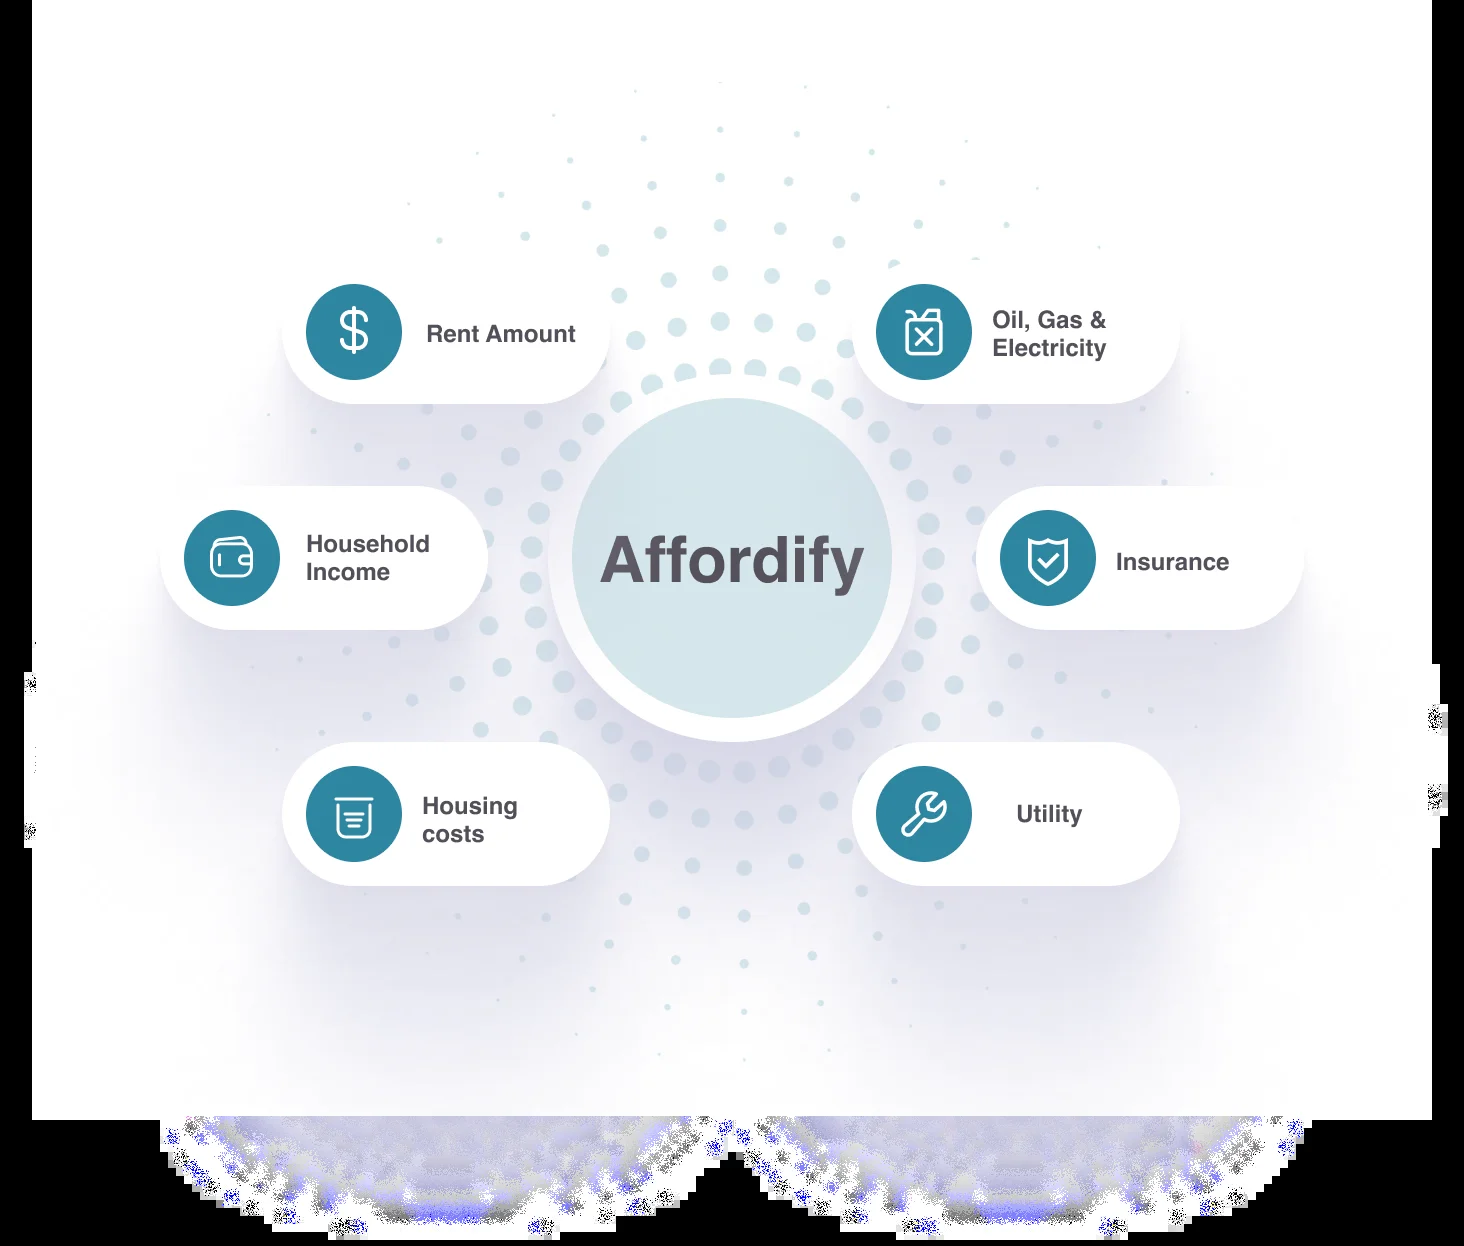 Rent Amount
Oil, Gas &
Electricity
Household
Income
Affordify
Insurance
Housing
costs
Utility